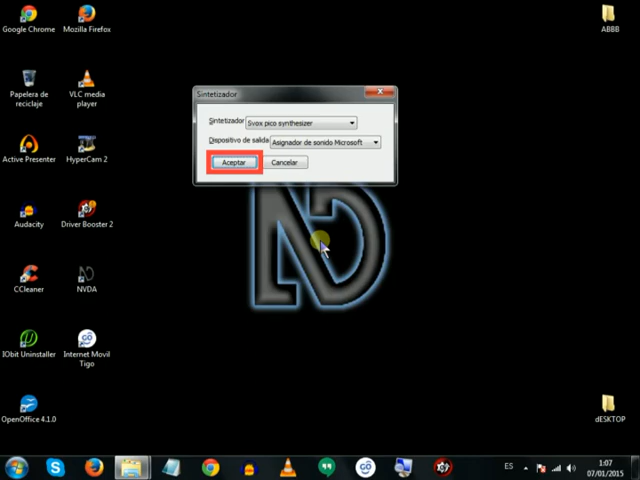 Google Chrome
Mozilla Firefox
ABBB
Papelera de
reciclaje
VLC media
player
Sintetizador
Sintetizador
Svox pico synthesizer
Dispositivo de salida
Asignador de sonido Microsoft
Aceptar
Cancelar
Active Presenter
HyperCam 2
Audacity
Driver Booster 2
CCleaner
NVDA
IObit Uninstaller
Internet Movil
Tigo
OpenOffice 4.1.0
dESKTOP
ES
1:07
07/01/2015